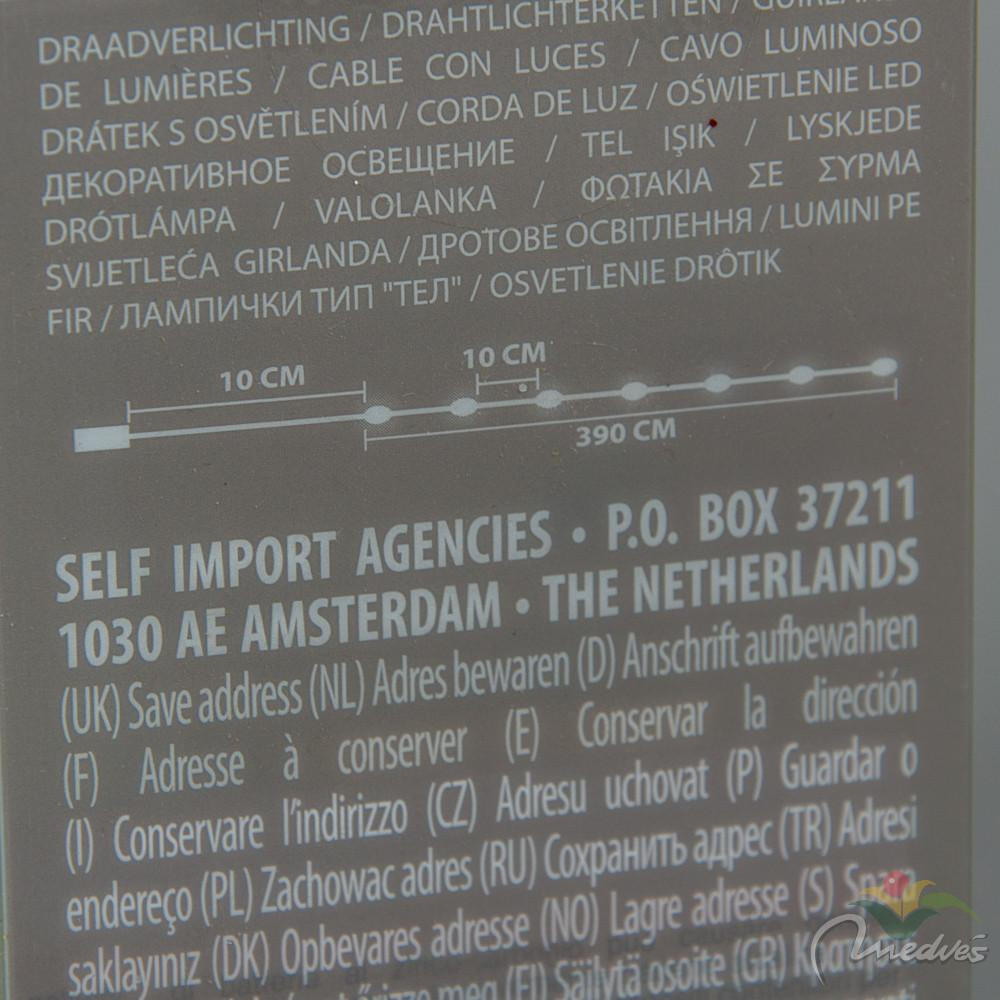 DRAADVERLICHTING / DRAHTLICHTERKETTEN /
DE LUMIÈRES / CABLE CON LUCES / CAVO LUMINOSO
DRÁTEK S OSVĚTLENÍM / CORDA DE LUZ / OŚWIETLENIE LED
ДЕКОРАТИВНОЕ ОСВЕЩЕНИЕ / TEL IŞIK / LYSKJEDE
DRÓTLÁMPA / VALOLANKA / ΦΩΤΑΚΙΑ ΣΕ ΣΥΡΜΑ
SVIJETLEĆA GIRLANDA / ДРОТОВЕ ОСВІТЛЕННЯ / LUMINI PE
FIR / ЛАМПИЧКИ ТИП "ТЕЛ" / OSVETLENIE DRÔTIK
10 CM
10 CM
390 CM
SELF IMPORT AGENCIES • P.O. BOX 37211
1030 AE AMSTERDAM • THE NETHERLANDS
(UK) Save address (NL) Adres bewaren (D) Anschrift aufbewahren
(F) Adresse à conserver (E) Conservar la dirección
(I) Conservare l'indirizzo (CZ) Adresu uchovat (P) Guardar o
endereço (PL) Zachowac adres (RU) Сохранить адрес (TR) Adresi
saklayınız (DK) Opbevares adresse (NO) Lagre adresse (S) Spara
meg (FI) Säilytä osoite (GR)
Medves